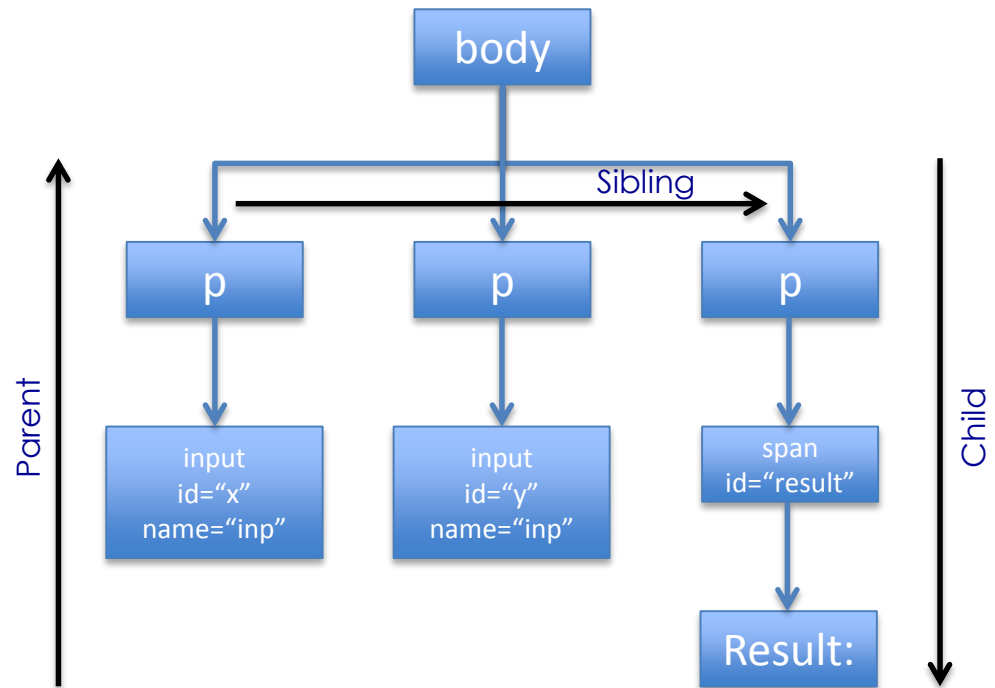 body
Sibling
p
p
p
Parent
Child
input
id=“x”
name=“inp”
input
id=“y”
name=“inp”
span
id=“result”
Result: